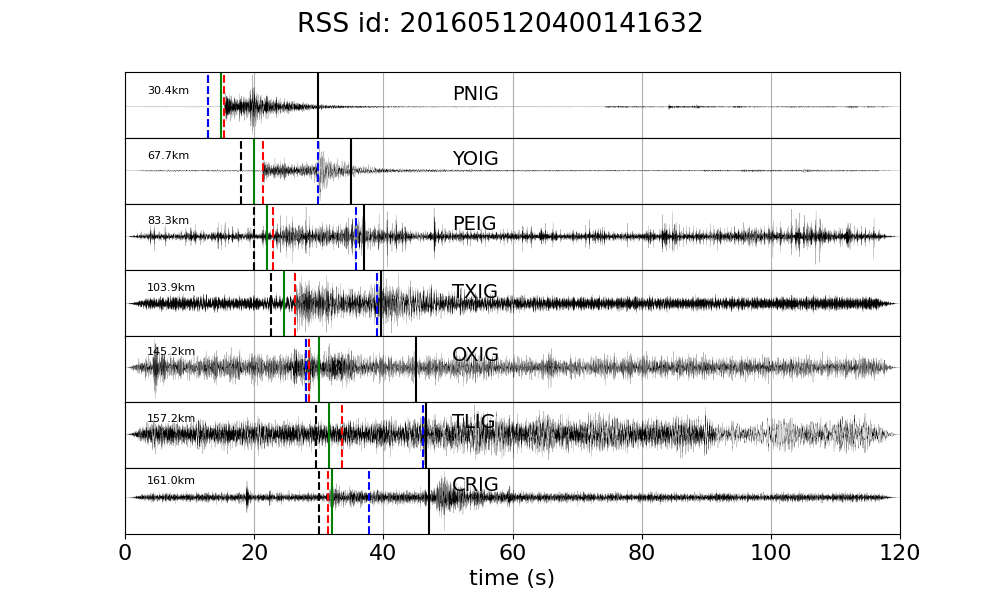 RSS id: 201605120400141632
30.4km
PNIG
67.7km
YOIG
83.3km
PEIG
103.9km
TXIG
145.2km
OXIG
157.2km
TLIG
161.0km
CRIG
0 20 40 60 80 100 120
time (s)